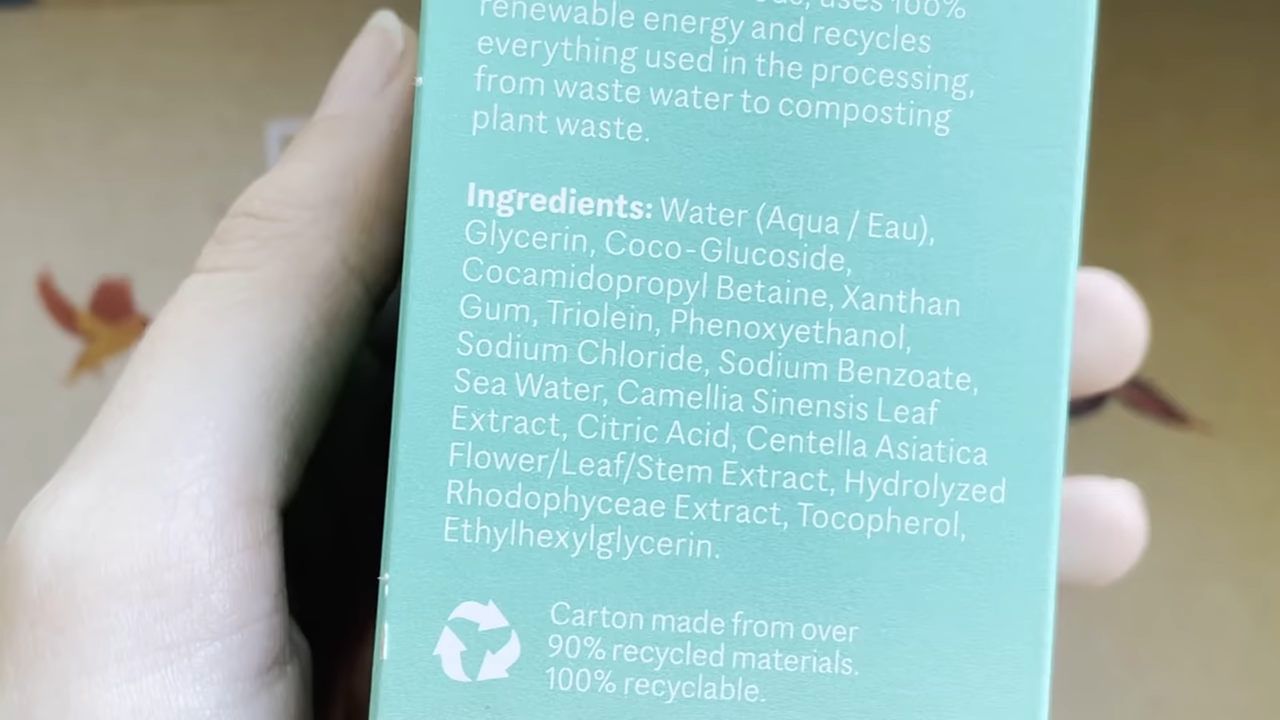 uses 100%
renewable energy and recycles
everything used in the processing,
from waste water to composting
plant waste.
Ingredients: Water (Aqua / Eau),
Glycerin, Coco-Glucoside,
Cocamidopropyl Betaine, Xanthan
Gum, Triolein, Phenoxyethanol,
Sodium Chloride, Sodium Benzoate,
Sea Water, Camellia Sinensis Leaf
Extract, Citric Acid, Centella Asiatica
Flower/Leaf/Stem Extract, Hydrolyzed
Rhodophyceae Extract, Tocopherol,
Ethylhexylglycerin.
Carton made from over
90% recycled materials.
100% recyclable.